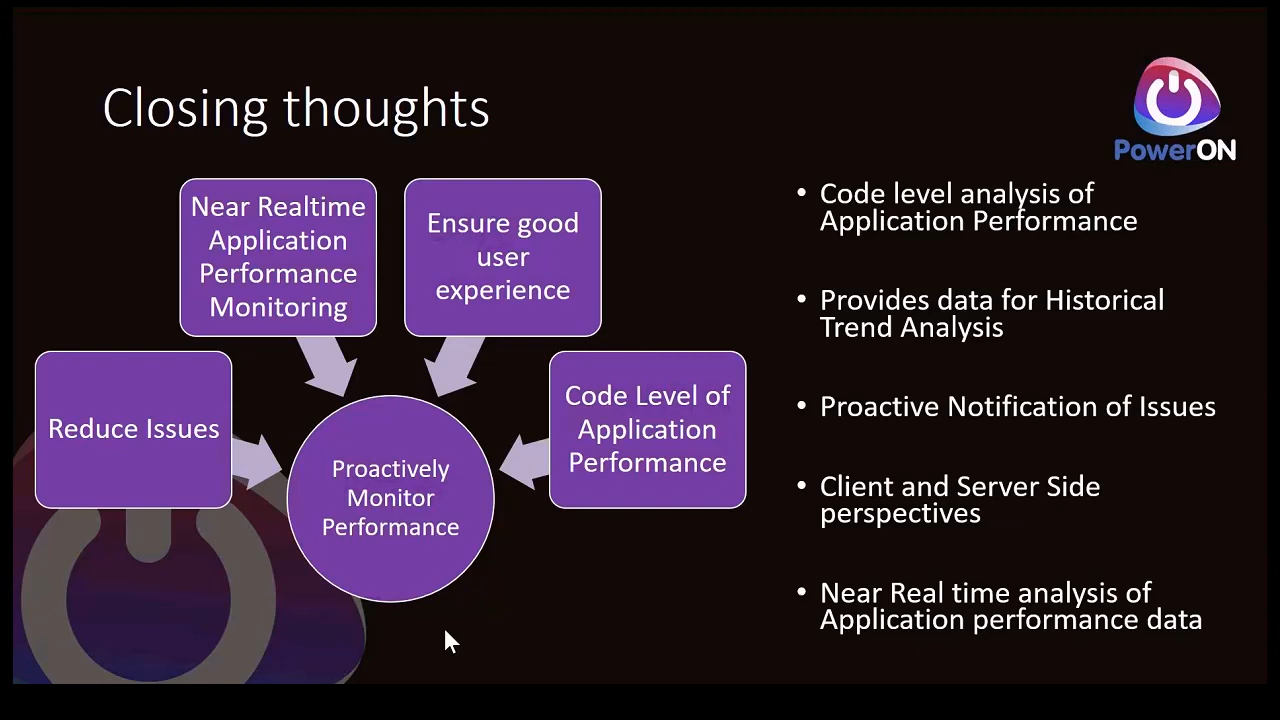 Closing thoughts
PowerON
Near Realtime
Application
Performance
Monitoring
Ensure good
user
experience
Reduce Issues
Code Level of
Application
Performance
Proactively
Monitor
Performance
• Code level analysis of
Application Performance
• Provides data for Historical
Trend Analysis
• Proactive Notification of Issues
• Client and Server Side
perspectives
• Near Real time analysis of
Application performance data